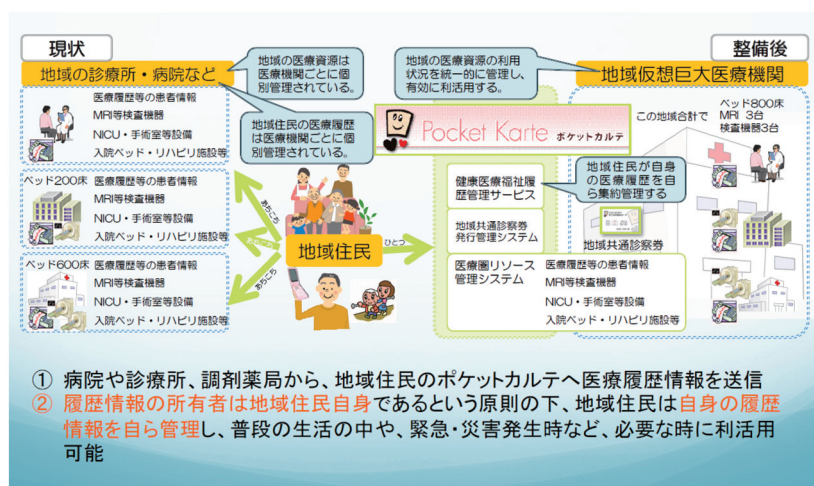 現状
地域の診療所・病院など
地域の医療資源は
医療機関ごとに個
別管理されている。
地域住民の医療履歴
は医療機関ごとに個
別管理されている。
医療履歴等の患者情報
MRI等検査機器
NICU・手術室等設備
入院ベッド・リハビリ施設等
ベッド200床
医療履歴等の患者情報
MRI等検査機器
NICU・手術室等設備
入院ベッド・リハビリ施設等
ベッド600床
医療履歴等の患者情報
MRI等検査機器
NICU・手術室等設備
入院ベッド・リハビリ施設等
あちこち
あちこち
あちこち
地域住民
ひとつ
地域の医療資源の利用
状況を統一的に管理し、
有効に利活用する。
整備後
地域仮想巨大医療機関
Pocket Karte ポケットカルテ
この地域合計で
ベッド800床
MRI 3台
検査機器3台
健康医療福祉履
歴管理サービス
地域住民が自身
の医療履歴を自
ら集約管理する
地域共通診察券
発行管理システム
地域共通診察券
医療圏リソース
管理システム
医療履歴等の患者情報
MRI等検査機器
NICU・手術室等設備
入院ベッド・リハビリ施設等
① 病院や診療所、調剤薬局から、地域住民のポケットカルテへ医療履歴情報を送信
② 履歴情報の所有者は地域住民自身であるという原則の下、地域住民は自身の履歴
情報を自ら管理し、普段の生活の中や、緊急・災害発生時など、必要な時に利活用
可能